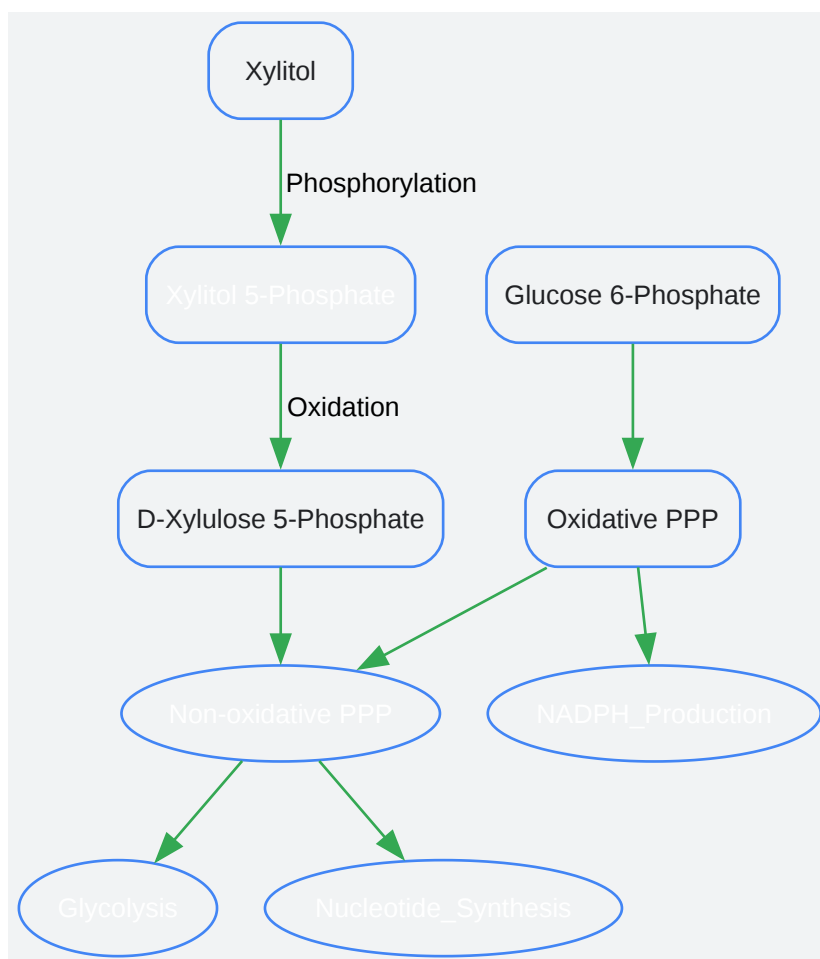 Xylitol
Phosphorylation
Xylitol 5-Phosphate
Glucose 6-Phosphate
Oxidation
D-Xylulose 5-Phosphate
Oxidative PPP
Non-oxidative PPP
NADPH_Production
Glycolysis
Nucleotide_Synthesis